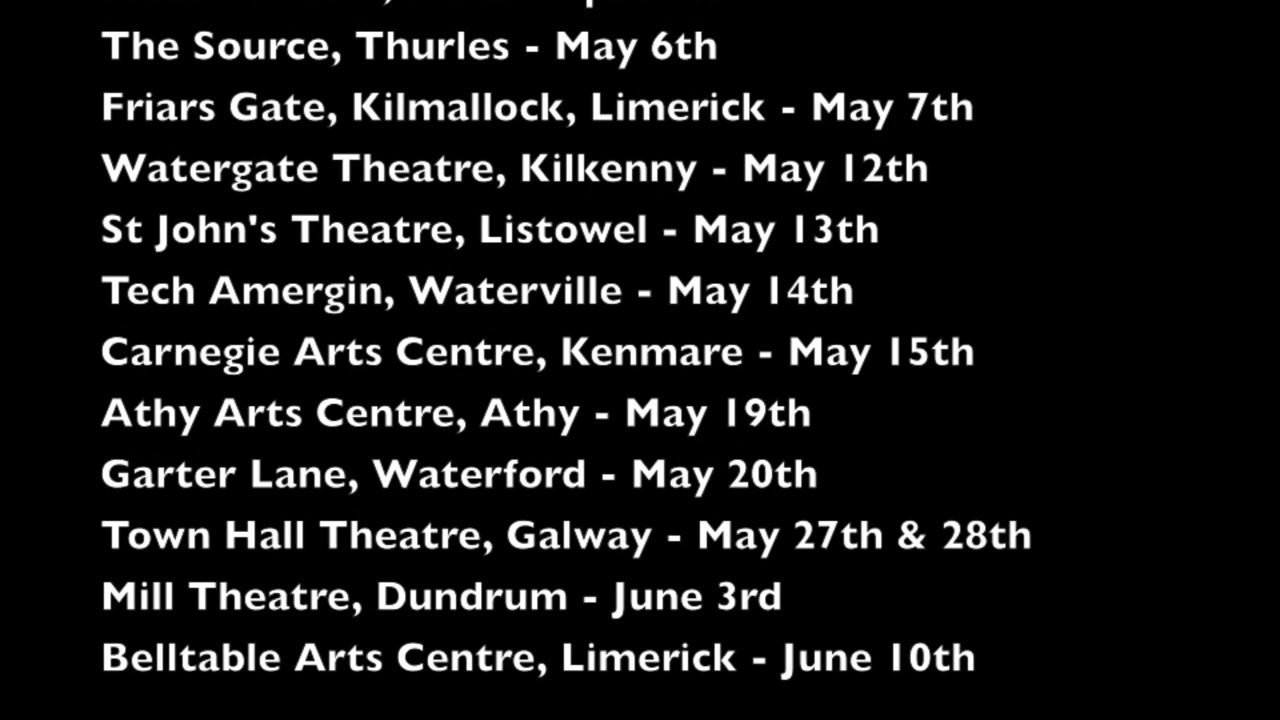 The Source, Thurles - May 6th
Friars Gate, Kilmallock, Limerick - May 7th
Watergate Theatre, Kilkenny - May 12th
St John's Theatre, Listowel - May 13th
Tech Amergin, Waterville - May 14th
Carnegie Arts Centre, Kenmare - May 15th
Athy Arts Centre, Athy - May 19th
Garter Lane, Waterford - May 20th
Town Hall Theatre, Galway - May 27th & 28th
Mill Theatre, Dundrum - June 3rd
Belltable Arts Centre, Limerick - June 10th